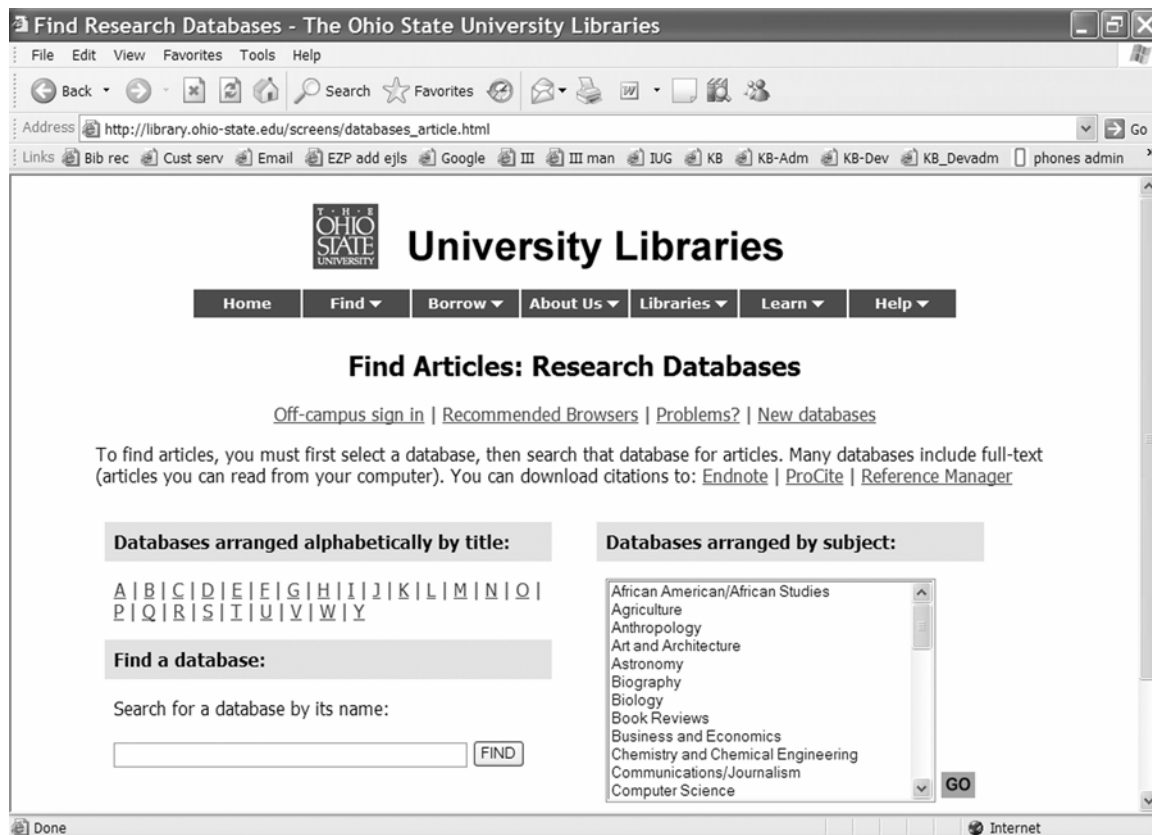 Find Research Databases - The Ohio State University Libraries
File Edit View Favorites Tools Help
Back Search Favorites
Address http://library.ohio-state.edu/screens/databases_article.html Go
Links Bib rec Cust serv Email EZP add ejls Google III III man IUG KB KB-Adm KB-Dev KB_Devadm phones admin
T · H · E
OHIO
STATE
UNIVERSITY
University Libraries
Home Find Borrow About Us Libraries Learn Help
Find Articles: Research Databases
Off-campus sign in | Recommended Browsers | Problems? | New databases
To find articles, you must first select a database, then search that database for articles. Many databases include full-text
(articles you can read from your computer). You can download citations to: Endnote | ProCite | Reference Manager
Databases arranged alphabetically by title:
A | B | C | D | E | F | G | H | I | J | K | L | M | N | O |
P | Q | R | S | T | U | V | W | Y
Find a database:
Search for a database by its name:
FIND
Databases arranged by subject:
African American/African Studies
Agriculture
Anthropology
Art and Architecture
Astronomy
Biography
Biology
Book Reviews
Business and Economics
Chemistry and Chemical Engineering
Communications/Journalism
Computer Science
GO
Done Internet